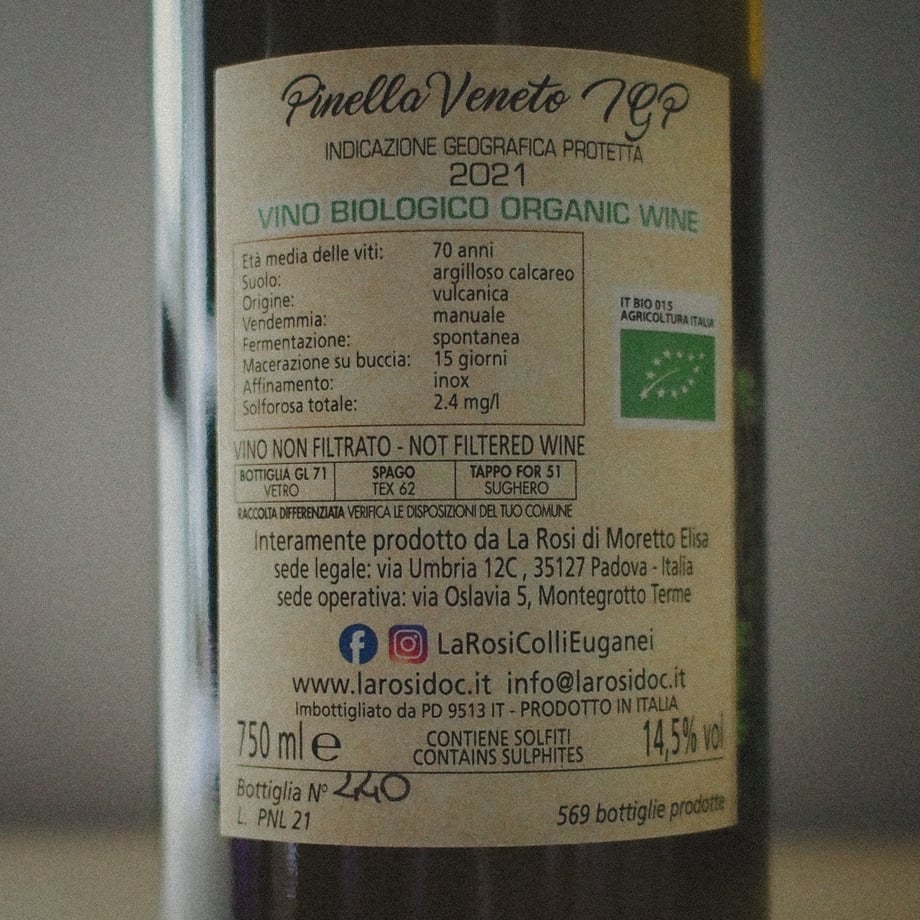 Pinella Veneto IGP
INDICAZIONE GEOGRAFICA PROTETTA
2021
VINO BIOLOGICO ORGANIC WINE
Età media delle viti: 70 anni
Suolo: argilloso calcareo
Origine: vulcanica
Vendemmia: manuale
Fermentazione: spontanea
Macerazione su buccia: 15 giorni
Affinamento: inox
Solforosa totale: 2.4 mg/l
IT BIO 015
AGRICOLTURA ITALIA
VINO NON FILTRATO - NOT FILTERED WINE
BOTTIGLIA GL 71 SPAGO TAPPO FOR 51
VETRO TEX 62 SUGHERO
RACCOLTA DIFFERENZIATA VERIFICA LE DISPOSIZIONI DEL TUO COMUNE
Interamente prodotto da La Rosi di Moretto Elisa
sede legale: via Umbria 12C, 35127 Padova - Italia
sede operativa: via Oslavia 5, Montegrotto Terme
LaRosiColliEuganei
www.larosidoc.it info@larosidoc.it
Imbottigliato da PD 9513 IT - PRODOTTO IN ITALIA
750 ml e CONTIENE SOLFITI 14,5% vol
CONTAINS SULPHITES
Bottiglia N° 440
L. PNL 21 569 bottiglie prodotte